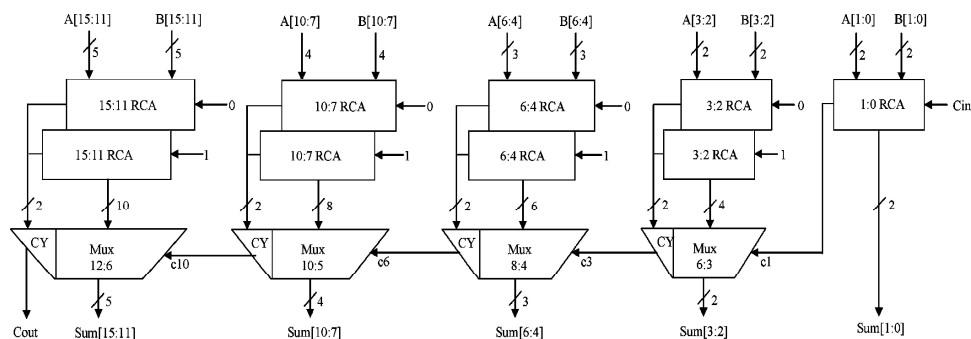 A[15:11] B[15:11] A[10:7] B[10:7] A[6:4] B[6:4] A[3:2] B[3:2] A[1:0] B[1:0]
5 5 4 4 3 3 2 2 2 2
15:11 RCA 0 10:7 RCA 0 6:4 RCA 0 3:2 RCA 0 1:0 RCA Cin
15:11 RCA 1 10:7 RCA 1 6:4 RCA 1 3:2 RCA 1
2 10 2 8 2 6 2 4 2
CY Mux CY Mux CY Mux CY Mux
12:6 c10 10:5 c6 8:4 c3 6:3 c1
5 4 3 2
Cout Sum[15:11] Sum[10:7] Sum[6:4] Sum[3:2] Sum[1:0]